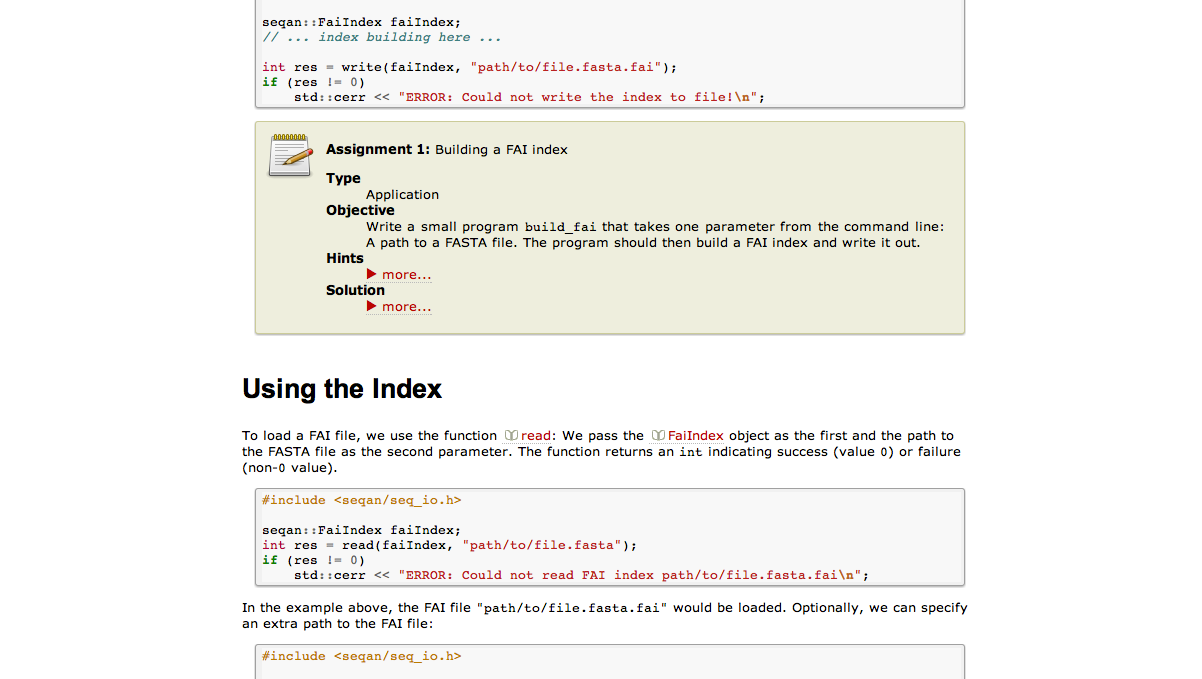 seqan::FaiIndex faiIndex;
// ... index building here ...
int res = write(faiIndex, "path/to/file.fasta.fai");
if (res != 0)
    std::cerr << "ERROR: Could not write the index to file!\n";
Assignment 1: Building a FAI index
Type
Application
Objective
Write a small program build_fai that takes one parameter from the command line:
A path to a FASTA file. The program should then build a FAI index and write it out.
Hints
more...
Solution
more...
Using the Index
To load a FAI file, we use the function read: We pass the FaiIndex object as the first and the path to
the FASTA file as the second parameter. The function returns an int indicating success (value 0) or failure
(non-0 value).
#include <seqan/seq_io.h>
seqan::FaiIndex faiIndex;
int res = read(faiIndex, "path/to/file.fasta");
if (res != 0)
    std::cerr << "ERROR: Could not read FAI index path/to/file.fasta.fai\n";
In the example above, the FAI file "path/to/file.fasta.fai" would be loaded. Optionally, we can specify
an extra path to the FAI file:
#include <seqan/seq_io.h>